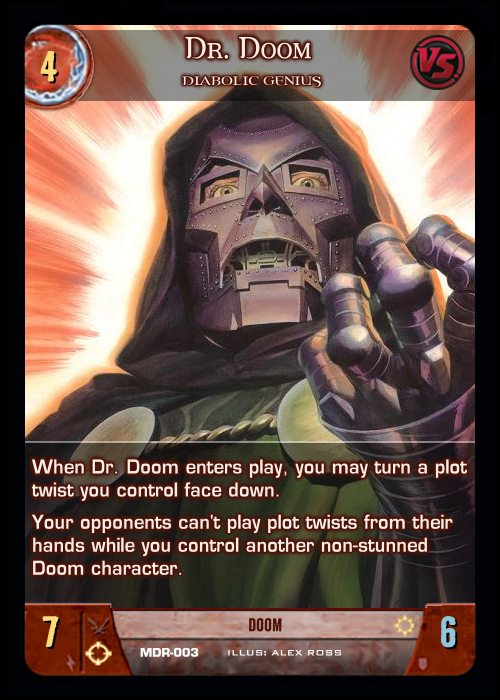 4
DR. DOOM
VS
DIABOLIC GENIUS
When Dr. Doom enters play, you may turn a plot
twist you control face down.
Your opponents can't play plot twists from their
hands while you control another non-stunned
Doom character.
7
DOOM
6
MDR-003 ILLUS: ALEX ROSS